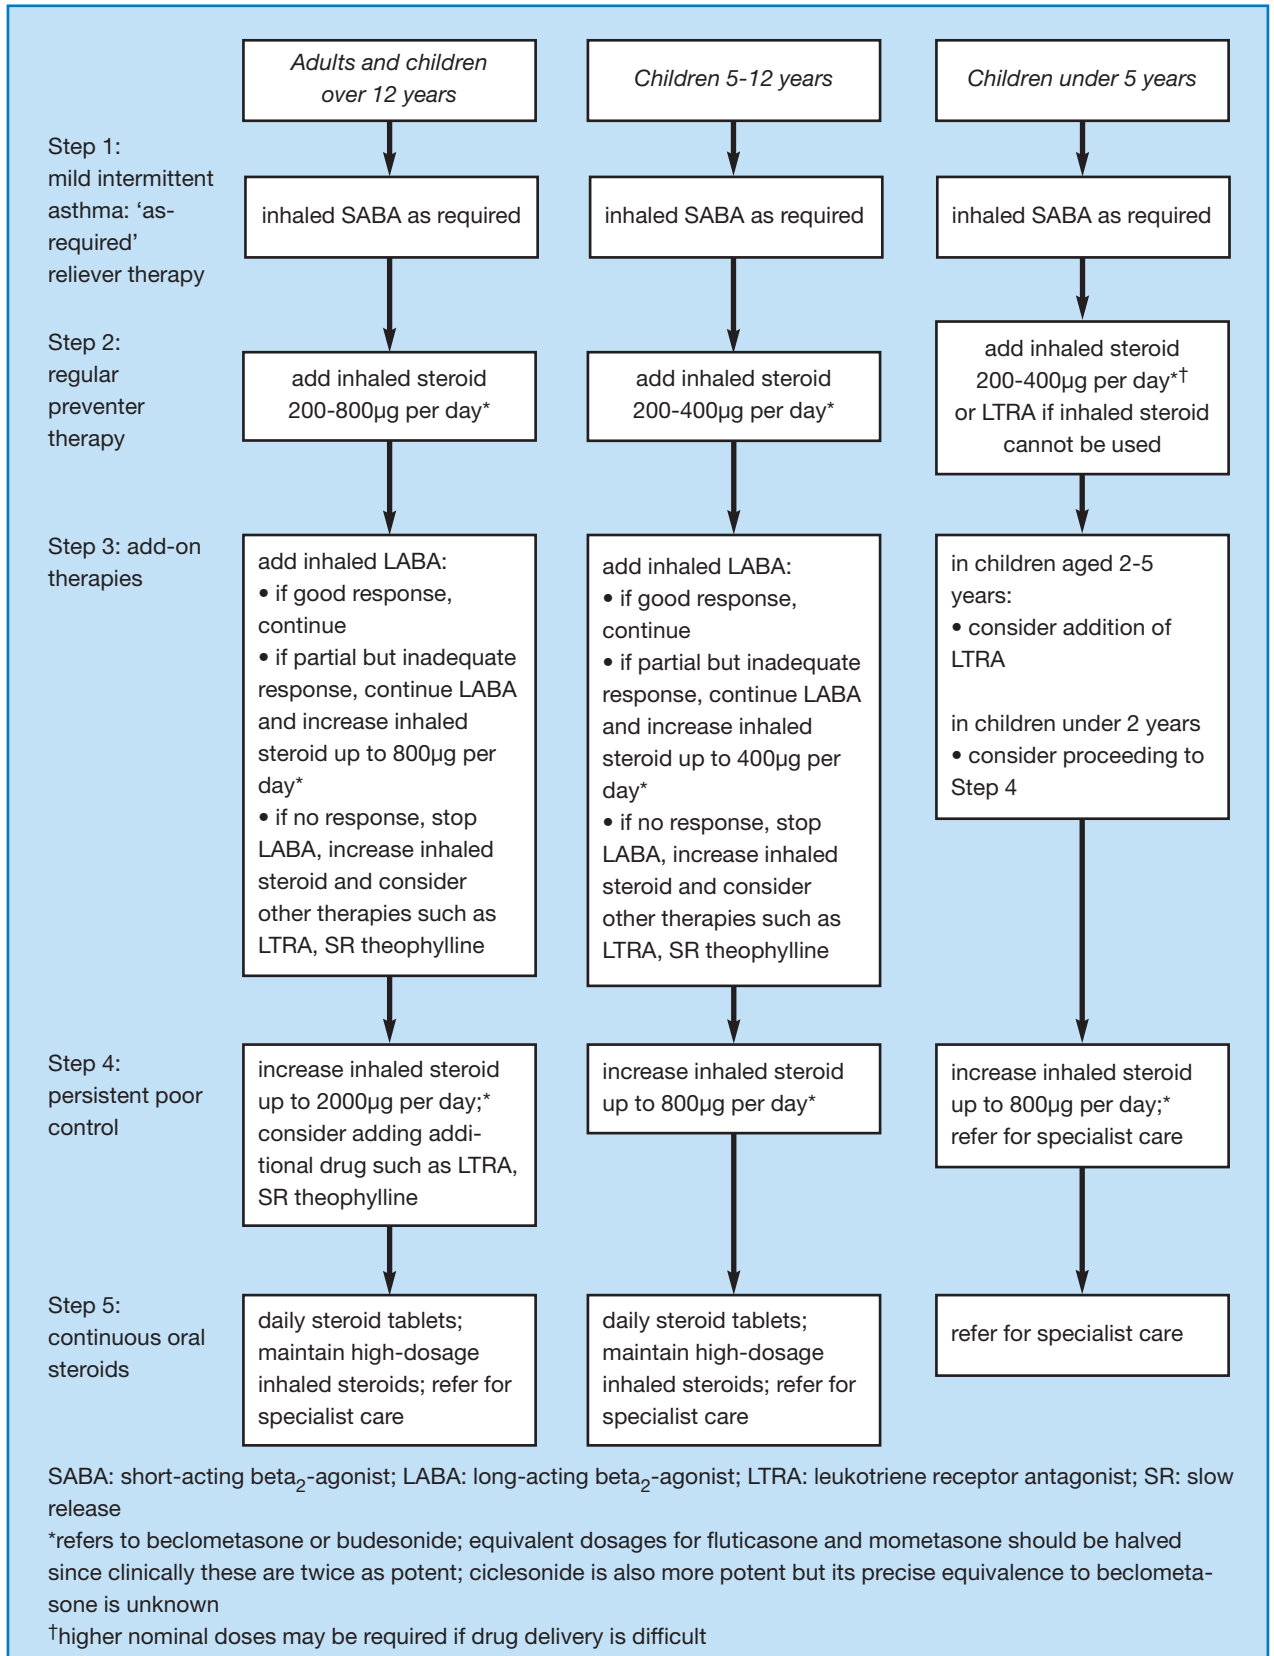 Adults and children
over 12 years
Children 5-12 years
Children under 5 years
Step 1:
mild intermittent
asthma: ‘as-
required’
reliever therapy
inhaled SABA as required
inhaled SABA as required
inhaled SABA as required
Step 2:
regular
preventer
therapy
add inhaled steroid
200-800µg per day*
add inhaled steroid
200-400µg per day*
add inhaled steroid
200-400µg per day*†
or LTRA if inhaled steroid
cannot be used
Step 3: add-on
therapies
add inhaled LABA:
• if good response,
continue
• if partial but inadequate
response, continue LABA
and increase inhaled
steroid up to 800µg per
day*
• if no response, stop
LABA, increase inhaled
steroid and consider
other therapies such as
LTRA, SR theophylline
add inhaled LABA:
• if good response,
continue
• if partial but inadequate
response, continue LABA
and increase inhaled
steroid up to 400µg per
day*
• if no response, stop
LABA, increase inhaled
steroid and consider
other therapies such as
LTRA, SR theophylline
in children aged 2-5
years:
• consider addition of
LTRA
in children under 2 years
• consider proceeding to
Step 4
Step 4:
persistent poor
control
increase inhaled steroid
up to 2000µg per day;*
consider adding addi-
tional drug such as LTRA,
SR theophylline
increase inhaled steroid
up to 800µg per day*
increase inhaled steroid
up to 800µg per day;*
refer for specialist care
Step 5:
continuous oral
steroids
daily steroid tablets;
maintain high-dosage
inhaled steroids; refer for
specialist care
daily steroid tablets;
maintain high-dosage
inhaled steroids; refer for
specialist care
refer for specialist care
SABA: short-acting beta2-agonist; LABA: long-acting beta2-agonist; LTRA: leukotriene receptor antagonist; SR: slow
release
*refers to beclometasone or budesonide; equivalent dosages for fluticasone and mometasone should be halved
since clinically these are twice as potent; ciclesonide is also more potent but its precise equivalence to beclometa-
sone is unknown
†higher nominal doses may be required if drug delivery is difficult